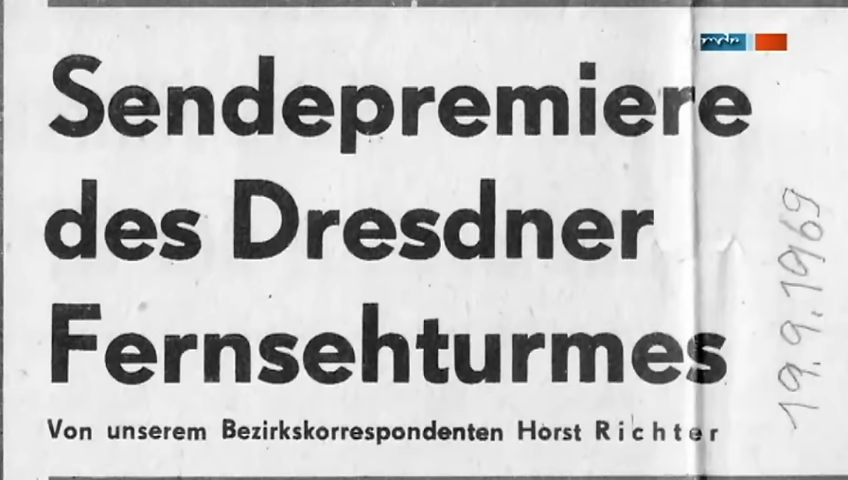 Sendepremiere
des Dresdner
Fernsehturmes
Von unserem Bezirkskorrespondenten Horst Richter
19.9.1969
mdr